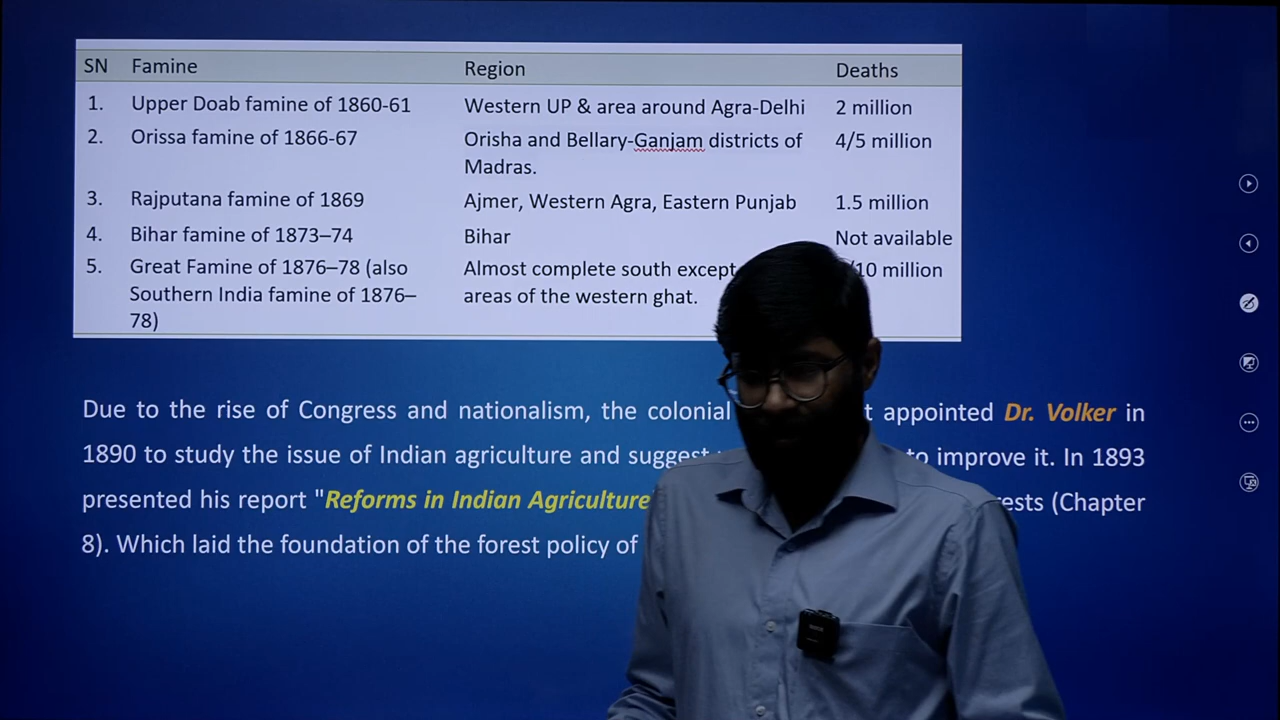 SN Famine Region Deaths
1. Upper Doab famine of 1860-61 Western UP & area around Agra-Delhi 2 million
2. Orissa famine of 1866-67 Orisha and Bellary-Ganjam districts of 4/5 million
Madras.
3. Rajputana famine of 1869 Ajmer, Western Agra, Eastern Punjab 1.5 million
4. Bihar famine of 1873–74 Bihar Not available
5. Great Famine of 1876–78 (also Almost complete south except /10 million
Southern India famine of 1876– areas of the western ghat.
78)
Due to the rise of Congress and nationalism, the colonial appointed Dr. Volker in
1890 to study the issue of Indian agriculture and suggest to improve it. In 1893
presented his report "Reforms in Indian Agriculture (Chapter
8). Which laid the foundation of the forest policy of